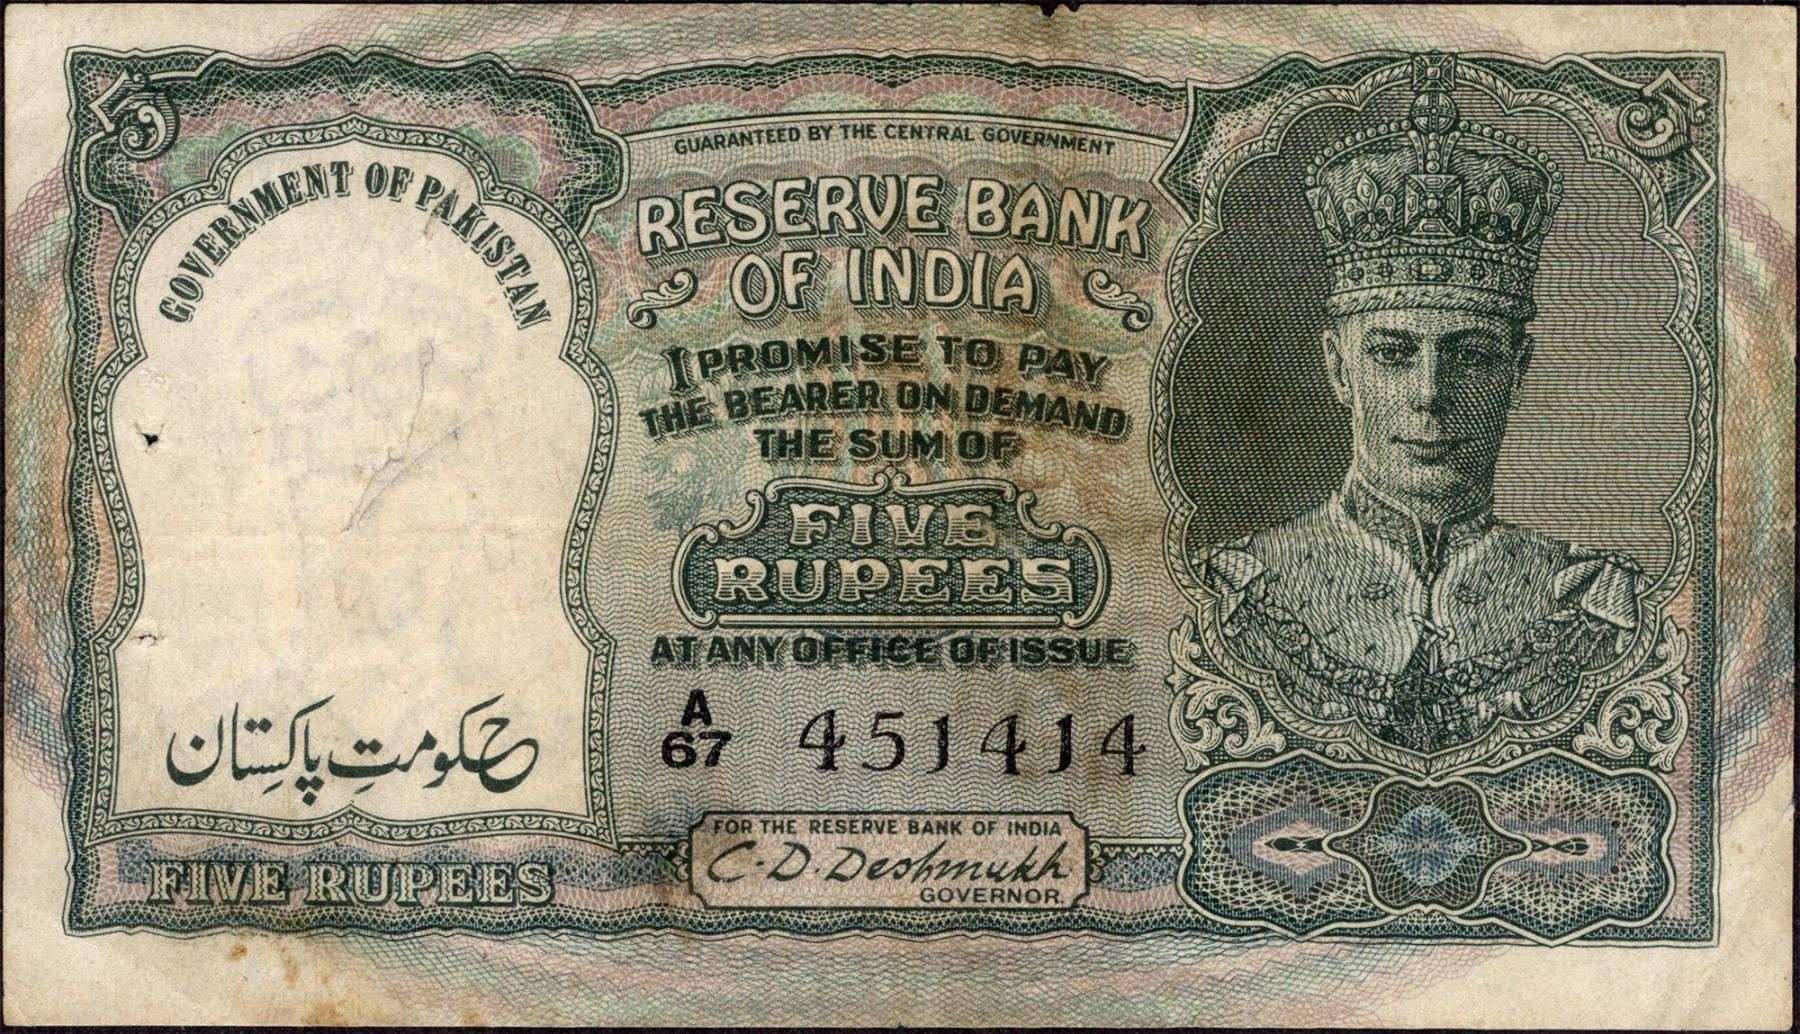 5
5
GUARANTEED BY THE CENTRAL GOVERNMENT
GOVERNMENT OF PAKISTAN
RESERVE BANK
OF INDIA
I PROMISE TO PAY
THE BEARER ON DEMAND
THE SUM OF
FIVE
RUPEES
AT ANY OFFICE OF ISSUE
A
67 451414
حکومتِ پاکِستان
FOR THE RESERVE BANK OF INDIA
C. D. Deshmukh
GOVERNOR.
FIVE RUPEES